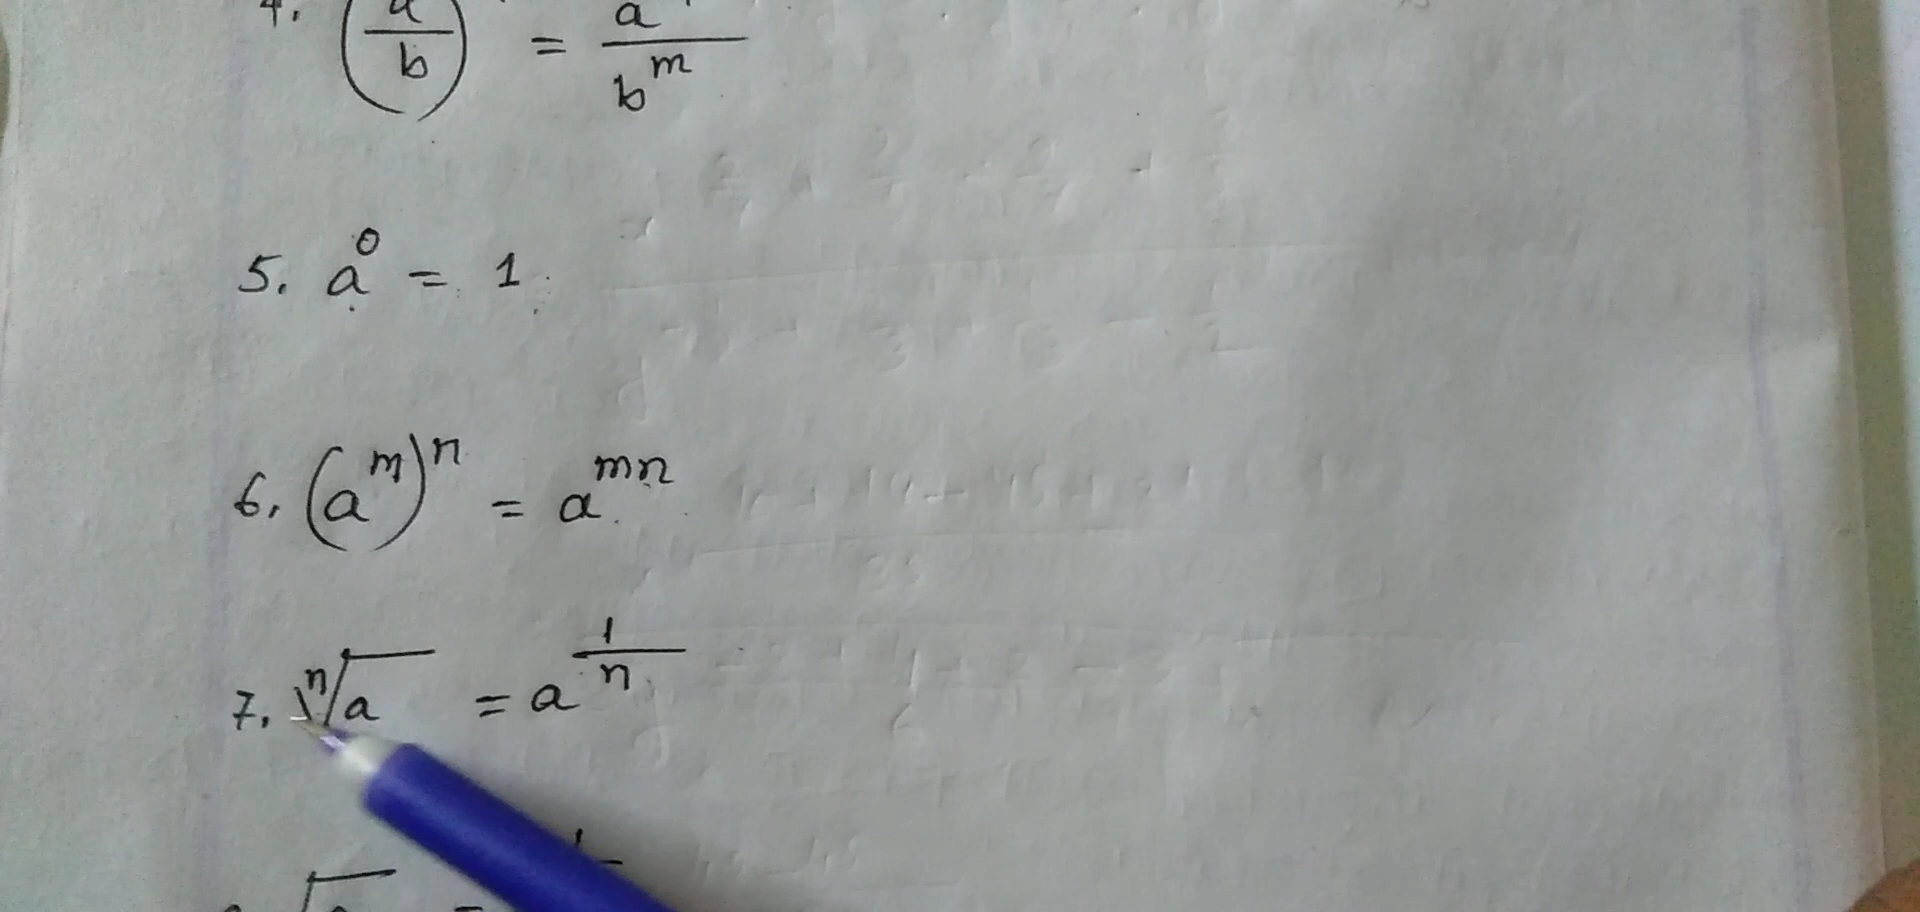 4. (a/b) = a/b^m
5. a^0 = 1
6. (a^m)^n = a^mn
7. ^n√a = a^1/n